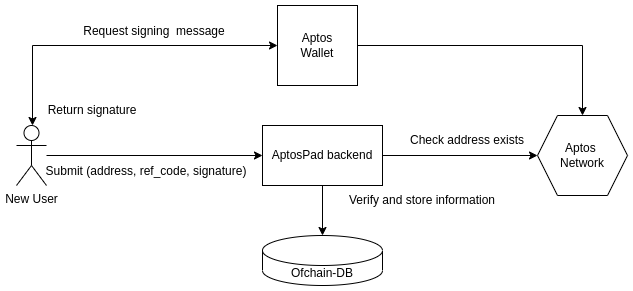 Request signing  message
Aptos
Wallet
Return signature
New User
Submit (address, ref_code, signature)
AptosPad backend
Check address exists
Aptos
Network
Verify and store information
Ofchain-DB